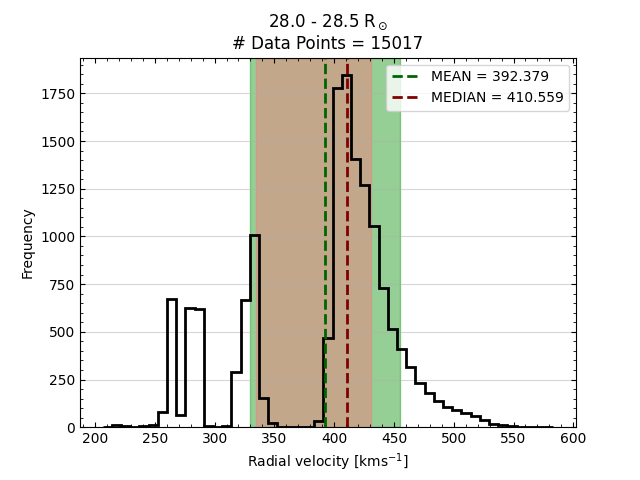 28.0 - 28.5 R⊙
# Data Points = 15017
MEAN = 392.379
MEDIAN = 410.559
Frequency
1750
1500
1250
1000
750
500
250
0
200 250 300 350 400 450 500 550 600
Radial velocity [kms⁻¹]